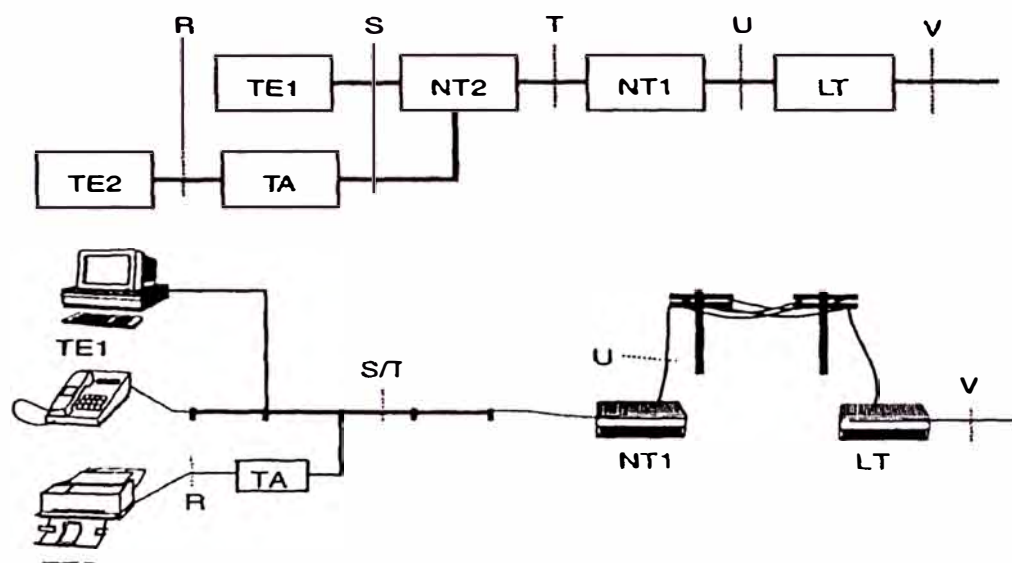 R S T U V
TE1 NT2 NT1 LT
TE2 TA
TE1
S/T
U
V
NT1 LT
TA
R